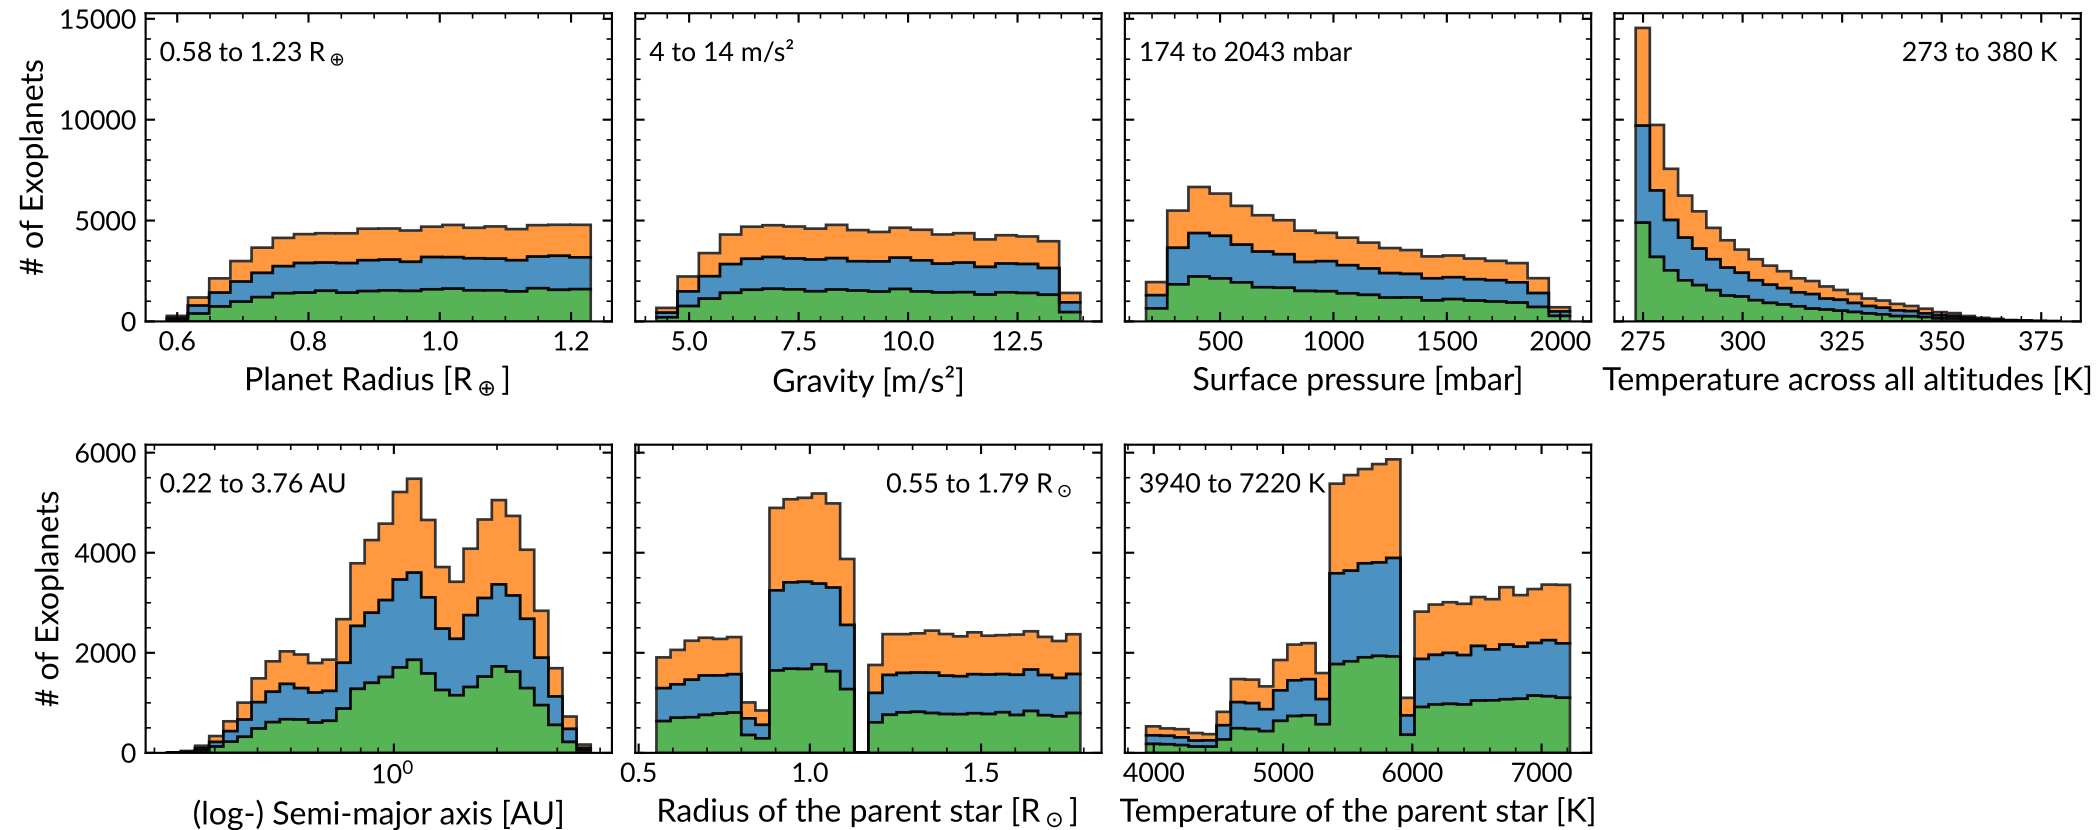 # of Exoplanets
15000
10000
5000
0
0.58 to 1.23 R⊕
0.6 0.8 1.0 1.2
Planet Radius [R⊕]
4 to 14 m/s²
5.0 7.5 10.0 12.5
Gravity [m/s²]
174 to 2043 mbar
500 1000 1500 2000
Surface pressure [mbar]
273 to 380 K
275 300 325 350 375
Temperature across all altitudes [K]
# of Exoplanets
6000
4000
2000
0
0.22 to 3.76 AU
10⁰
(log-) Semi-major axis [AU]
0.55 to 1.79 R⊙
0.5 1.0 1.5
Radius of the parent star [R⊙]
3940 to 7220 K
4000 5000 6000 7000
Temperature of the parent star [K]